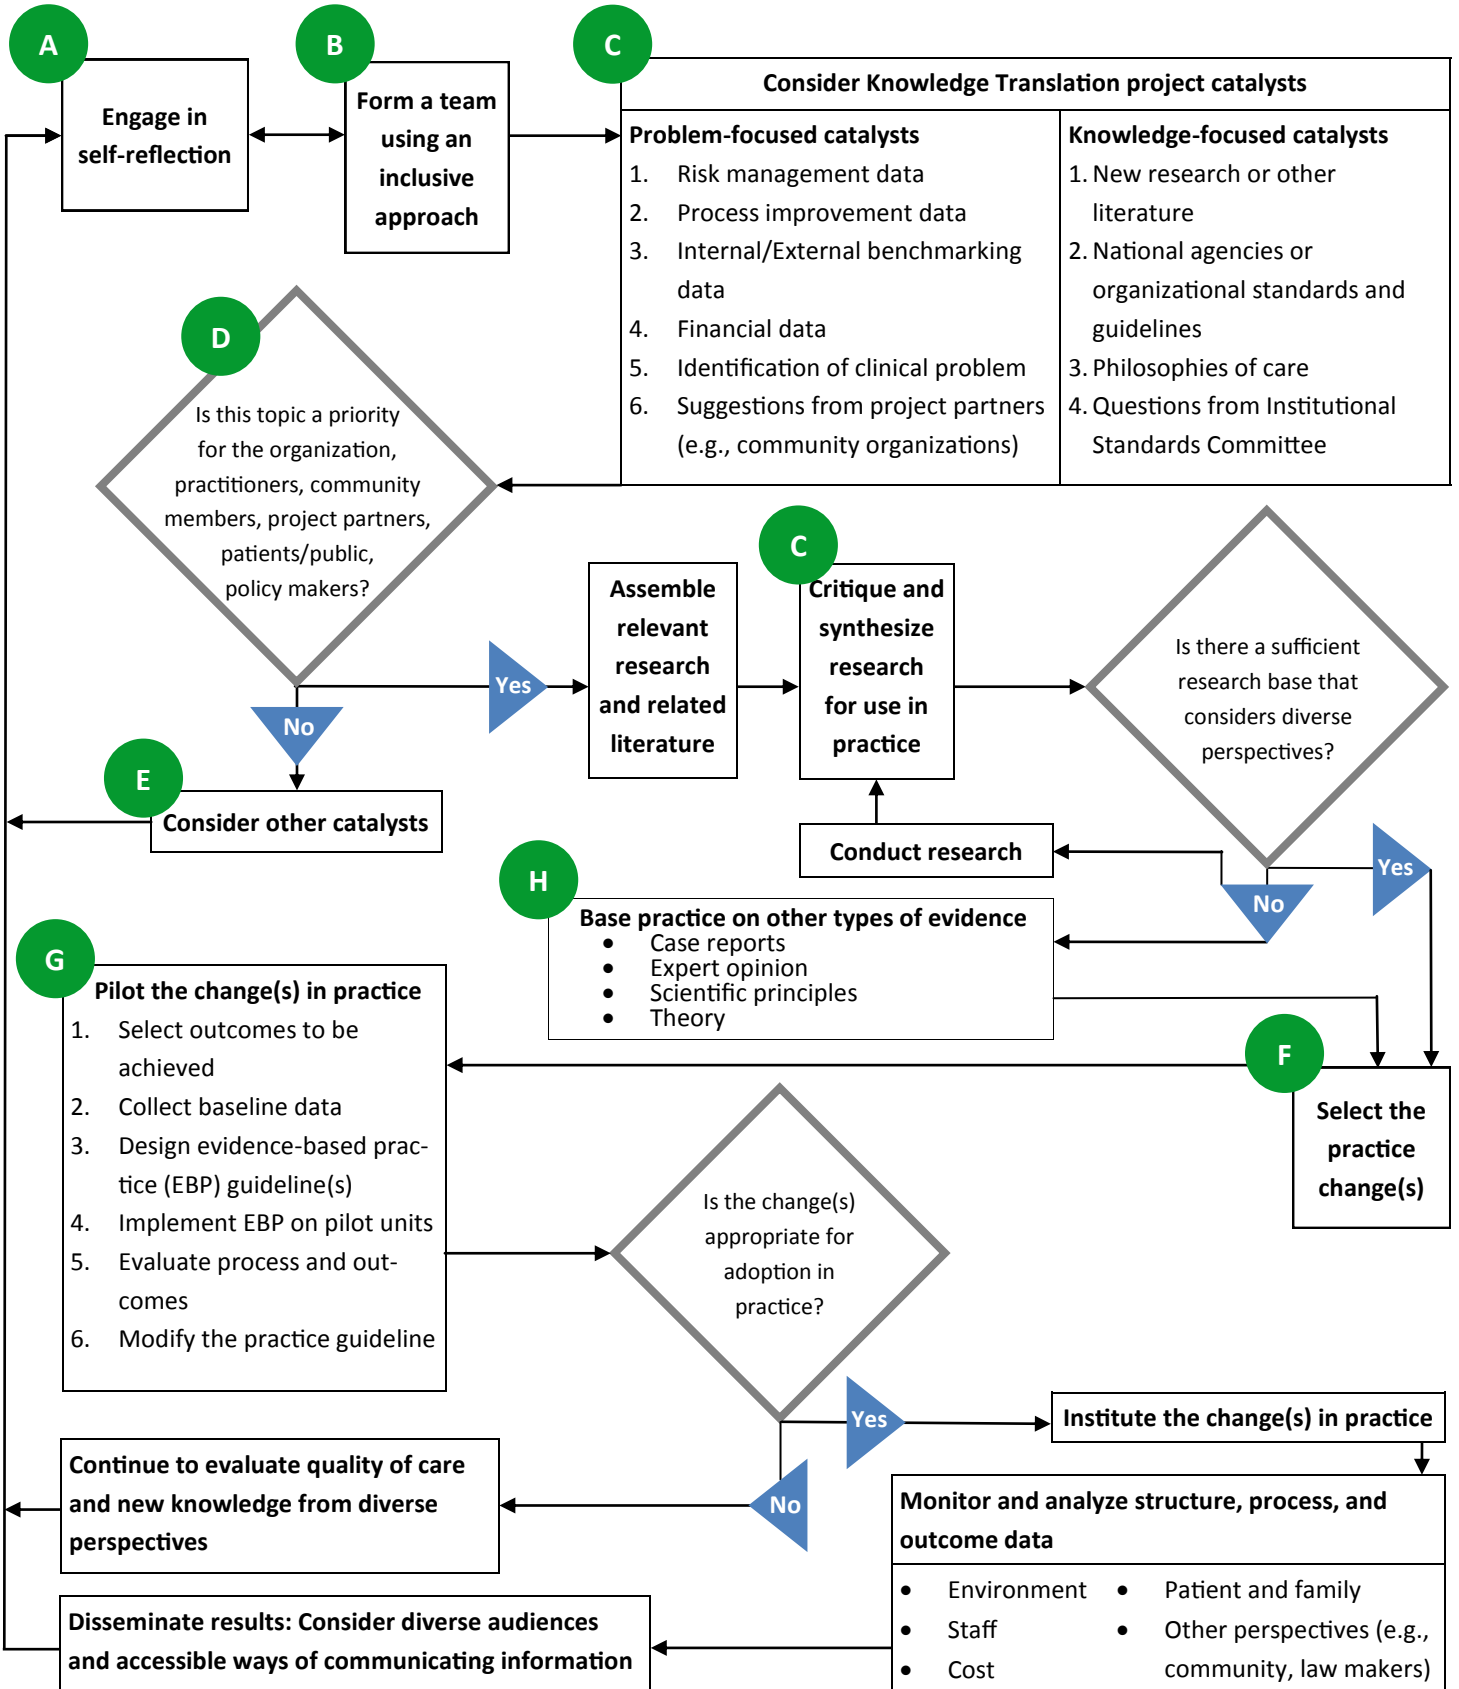 A
Engage in
self-reflection
B
Form a team
using an
inclusive
approach
C
Consider Knowledge Translation project catalysts
Problem-focused catalysts
1. Risk management data
2. Process improvement data
3. Internal/External benchmarking
data
4. Financial data
5. Identification of clinical problem
6. Suggestions from project partners
(e.g., community organizations)
Knowledge-focused catalysts
1. New research or other
literature
2. National agencies or
organizational standards and
guidelines
3. Philosophies of care
4. Questions from Institutional
Standards Committee
D
Is this topic a priority
for the organization,
practitioners, community
members, project partners,
patients/public,
policy makers?
Yes
No
E
Consider other catalysts
Assemble
relevant
research
and related
literature
C
Critique and
synthesize
research
for use in
practice
Is there a sufficient
research base that
considers diverse
perspectives?
Yes
No
Conduct research
H
Base practice on other types of evidence
• Case reports
• Expert opinion
• Scientific principles
• Theory
F
Select the
practice
change(s)
G
Pilot the change(s) in practice
1. Select outcomes to be
achieved
2. Collect baseline data
3. Design evidence-based prac-
tice (EBP) guideline(s)
4. Implement EBP on pilot units
5. Evaluate process and out-
comes
6. Modify the practice guideline
Is the change(s)
appropriate for
adoption in
practice?
Yes
No
Institute the change(s) in practice
Continue to evaluate quality of care
and new knowledge from diverse
perspectives
Monitor and analyze structure, process, and
outcome data
• Environment
• Staff
• Cost
• Patient and family
• Other perspectives (e.g.,
community, law makers)
Disseminate results: Consider diverse audiences
and accessible ways of communicating information